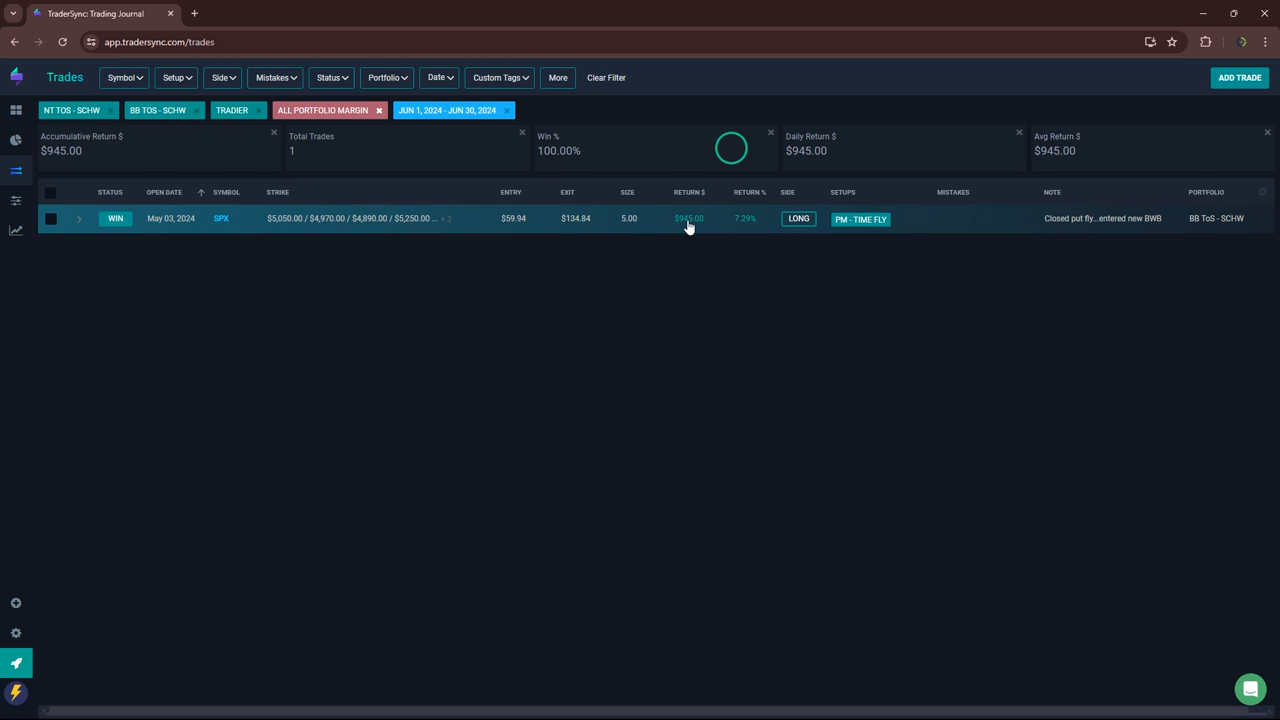 TraderSync: Trading Journal
app.tradersync.com/trades
Trades Symbol Setup Side Mistakes Status Portfolio Date Custom Tags More Clear Filter ADD TRADE
NT TOS - SCHW BB TOS - SCHW TRADIER ALL PORTFOLIO MARGIN JUN 1, 2024 - JUN 30, 2024
Accumulative Return $ Total Trades Win % Daily Return $ Avg Return $
$945.00 1 100.00% $945.00 $945.00
STATUS OPEN DATE SYMBOL STRIKE ENTRY EXIT SIZE RETURN $ RETURN % SIDE SETUPS MISTAKES NOTE PORTFOLIO
WIN May 03, 2024 SPX $5,050.00 / $4,970.00 / $4,890.00 / $5,250.00 ... + 3 $59.94 $134.84 5.00 $945.00 7.29% LONG PM - TIME FLY Closed put fly...entered new BWB BB ToS - SCHW